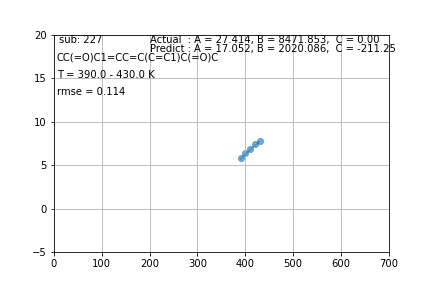 sub: 227
Actual : A = 27.414, B = 8471.853, C = 0.00
Predict : A = 17.052, B = 2020.086, C = -211.25
CC(=O)C1=CC=C(C=C1)C(=O)C
T = 390.0 - 430.0 K
rmse = 0.114
20
15
10
5
0
−5
0 100 200 300 400 500 600 700